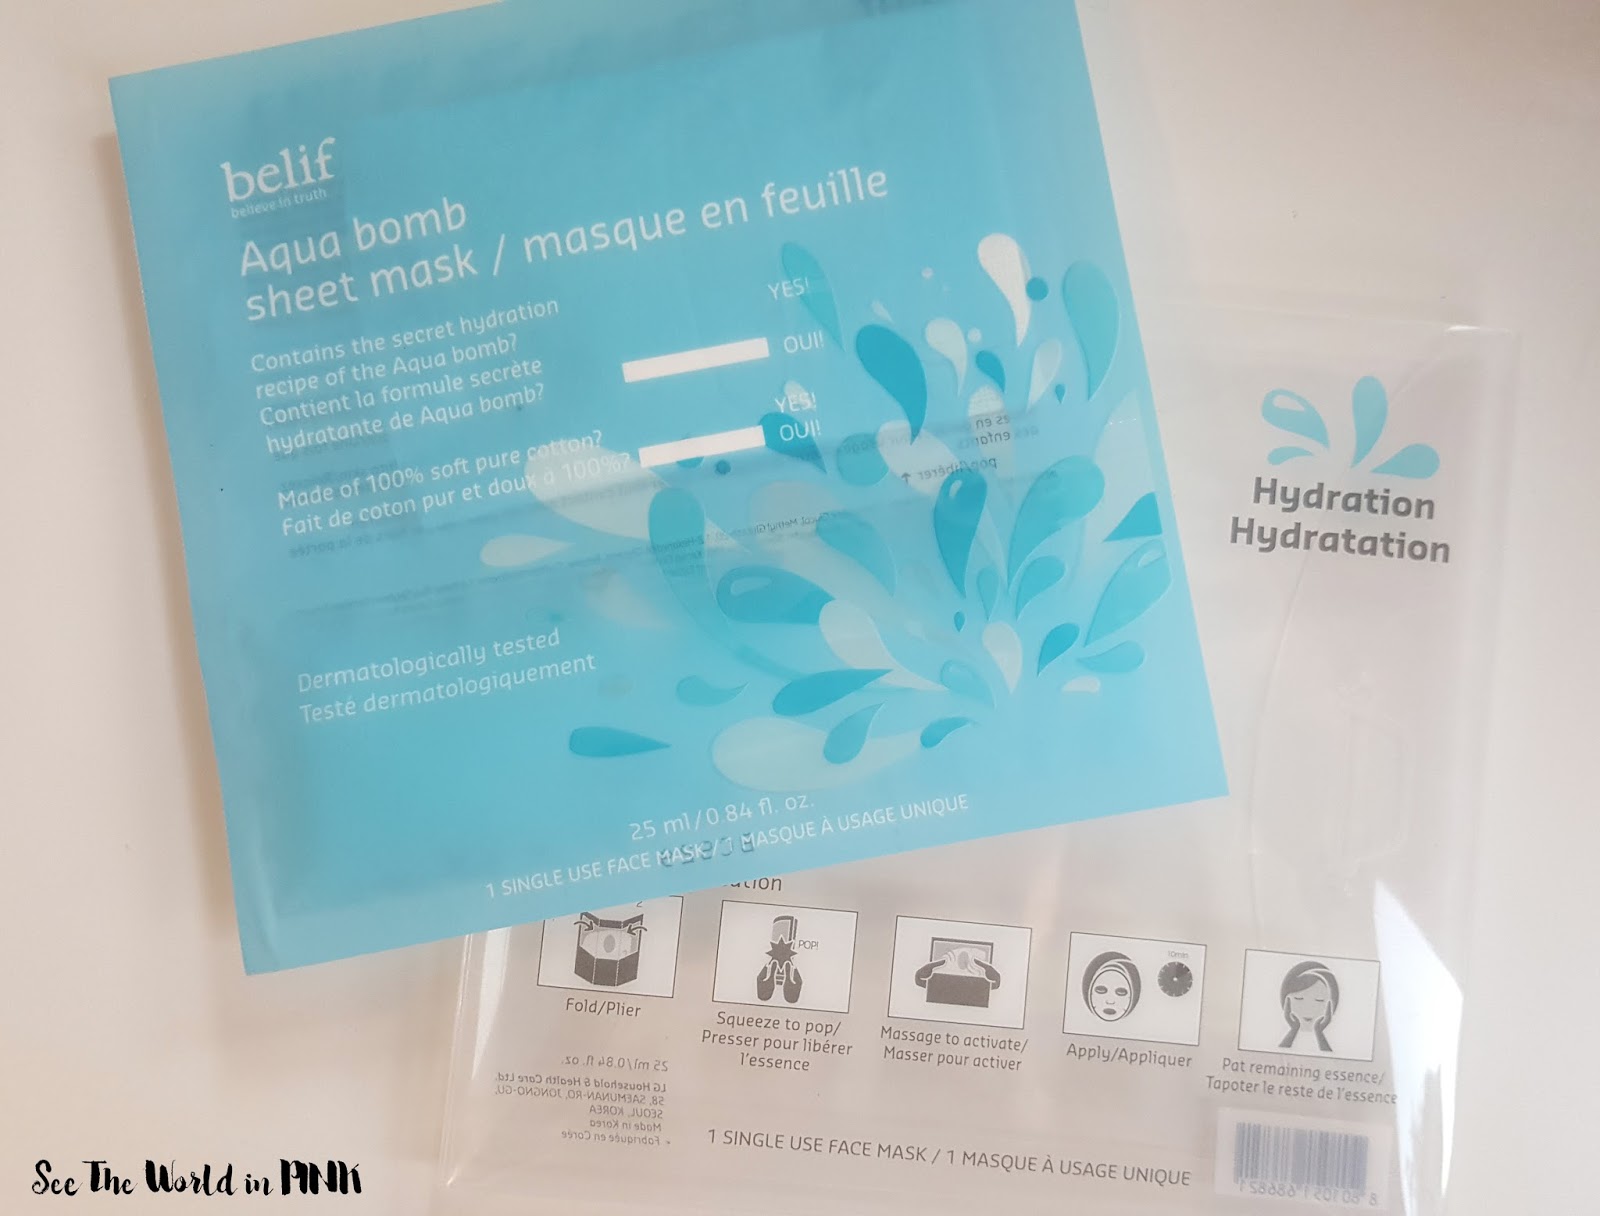 belif
believe in truth
Aqua bomb
sheet mask / masque en feuille
Contains the secret hydration
recipe of the Aqua bomb?
Contient la formule secrète
hydratante de Aqua bomb?
YES!
OUI!
Made of 100% soft pure cotton?
Fait de coton pur et doux à 100%?
YES!
OUI!
Dermatologically tested
Testé dermatologiquement
25 ml/0.84 fl. oz.
1 SINGLE USE FACE MASK / 1 MASQUE À USAGE UNIQUE
Hydration
Hydratation
2
Fold/Plier
POP!
Squeeze to pop/
Presser pour libérer
l'essence
Massage to activate/
Masser pour activer
10min
Apply/Appliquer
Pat remaining essence/
Tapoter le reste de l'essence
25 ml/0.84 fl. oz.
LG Household & Health Care Ltd.
58, SAEMUNAN-RO, JONGNO-GU,
SEOUL, KOREA
Made in Korea
• Fabriquée en Corée
1 SINGLE USE FACE MASK / 1 MASQUE À USAGE UNIQUE
See The World in PINK